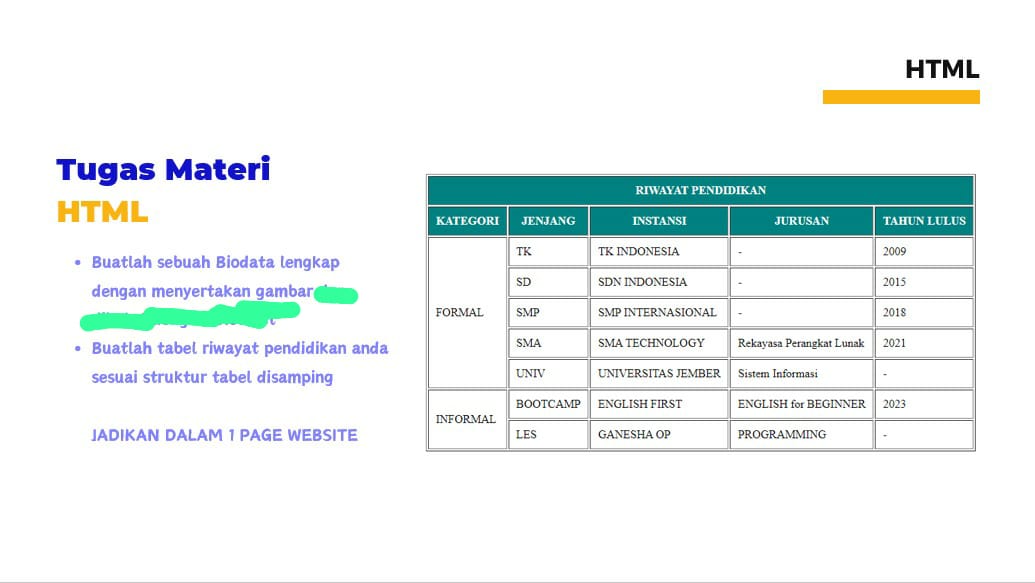 HTML
Tugas Materi
HTML
• Buatlah sebuah Biodata lengkap
dengan menyertakan gambar
• Buatlah tabel riwayat pendidikan anda
sesuai struktur tabel disamping
JADIKAN DALAM 1 PAGE WEBSITE
RIWAYAT PENDIDIKAN
KATEGORI JENJANG INSTANSI JURUSAN TAHUN LULUS
FORMAL
TK TK INDONESIA - 2009
SD SDN INDONESIA - 2015
SMP SMP INTERNASIONAL - 2018
SMA SMA TECHNOLOGY Rekayasa Perangkat Lunak 2021
UNIV UNIVERSITAS JEMBER Sistem Informasi -
INFORMAL
BOOTCAMP ENGLISH FIRST ENGLISH for BEGINNER 2023
LES GANESHA OP PROGRAMMING -